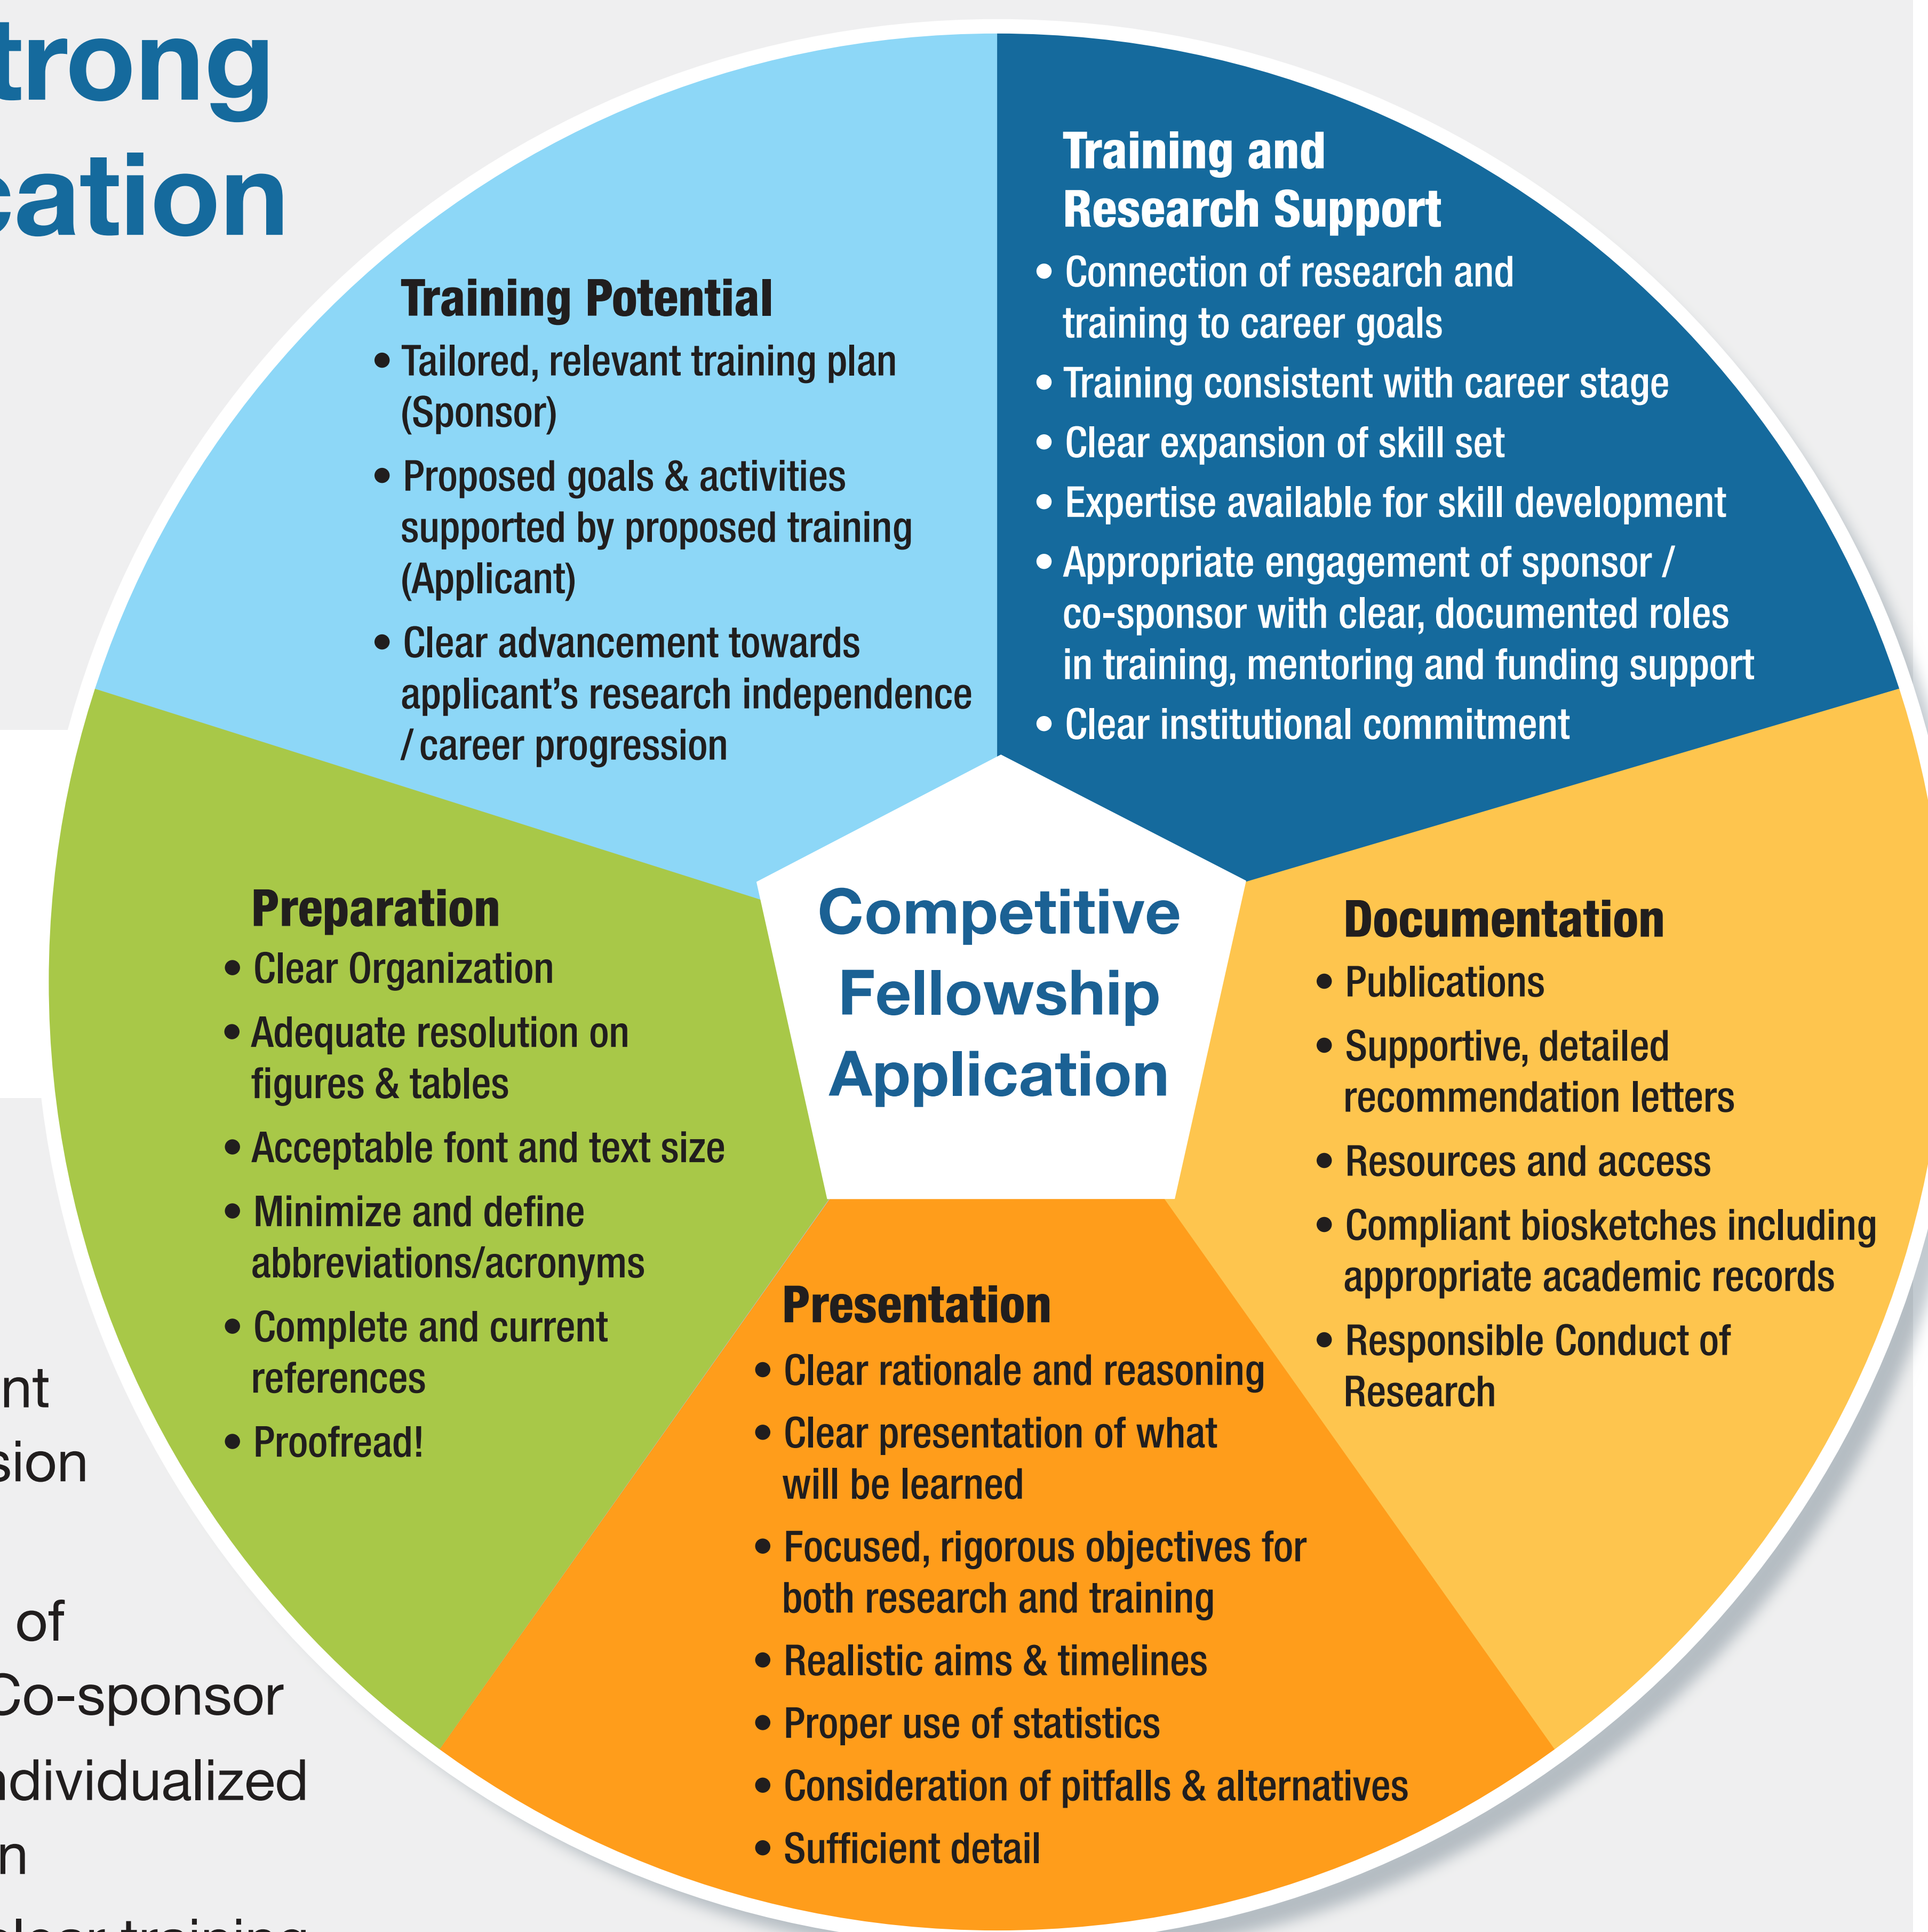 Training Potential
• Tailored, relevant training plan
(Sponsor)
• Proposed goals & activities
supported by proposed training
(Applicant)
• Clear advancement towards
applicant’s research independence
/ career progression
Training and
Research Support
• Connection of research and
training to career goals
• Training consistent with career stage
• Clear expansion of skill set
• Expertise available for skill development
• Appropriate engagement of sponsor /
co-sponsor with clear, documented roles
in training, mentoring and funding support
• Clear institutional commitment
Preparation
• Clear Organization
• Adequate resolution on
figures & tables
• Acceptable font and text size
• Minimize and define
abbreviations/acronyms
• Complete and current
references
• Proofread!
Competitive
Fellowship
Application
Documentation
• Publications
• Supportive, detailed
recommendation letters
• Resources and access
• Compliant biosketches including
appropriate academic records
• Responsible Conduct of
Research
Presentation
• Clear rationale and reasoning
• Clear presentation of what
will be learned
• Focused, rigorous objectives for
both research and training
• Realistic aims & timelines
• Proper use of statistics
• Consideration of pitfalls & alternatives
• Sufficient detail
of
Co-sponsor
training